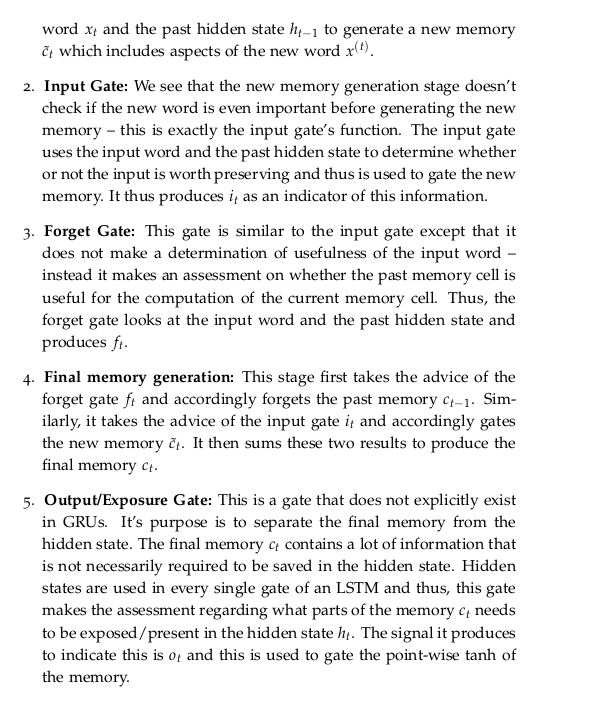 word x_t and the past hidden state h_{t−1} to generate a new memory
c̃_t which includes aspects of the new word x^{(t)}.
2. Input Gate: We see that the new memory generation stage doesn't
check if the new word is even important before generating the new
memory – this is exactly the input gate's function. The input gate
uses the input word and the past hidden state to determine whether
or not the input is worth preserving and thus is used to gate the new
memory. It thus produces i_t as an indicator of this information.
3. Forget Gate: This gate is similar to the input gate except that it
does not make a determination of usefulness of the input word –
instead it makes an assessment on whether the past memory cell is
useful for the computation of the current memory cell. Thus, the
forget gate looks at the input word and the past hidden state and
produces f_t.
4. Final memory generation: This stage first takes the advice of the
forget gate f_t and accordingly forgets the past memory c_{t−1}. Sim-
ilarly, it takes the advice of the input gate i_t and accordingly gates
the new memory c̃_t. It then sums these two results to produce the
final memory c_t.
5. Output/Exposure Gate: This is a gate that does not explicitly exist
in GRUs. It's purpose is to separate the final memory from the
hidden state. The final memory c_t contains a lot of information that
is not necessarily required to be saved in the hidden state. Hidden
states are used in every single gate of an LSTM and thus, this gate
makes the assessment regarding what parts of the memory c_t needs
to be exposed/present in the hidden state h_t. The signal it produces
to indicate this is o_t and this is used to gate the point-wise tanh of
the memory.